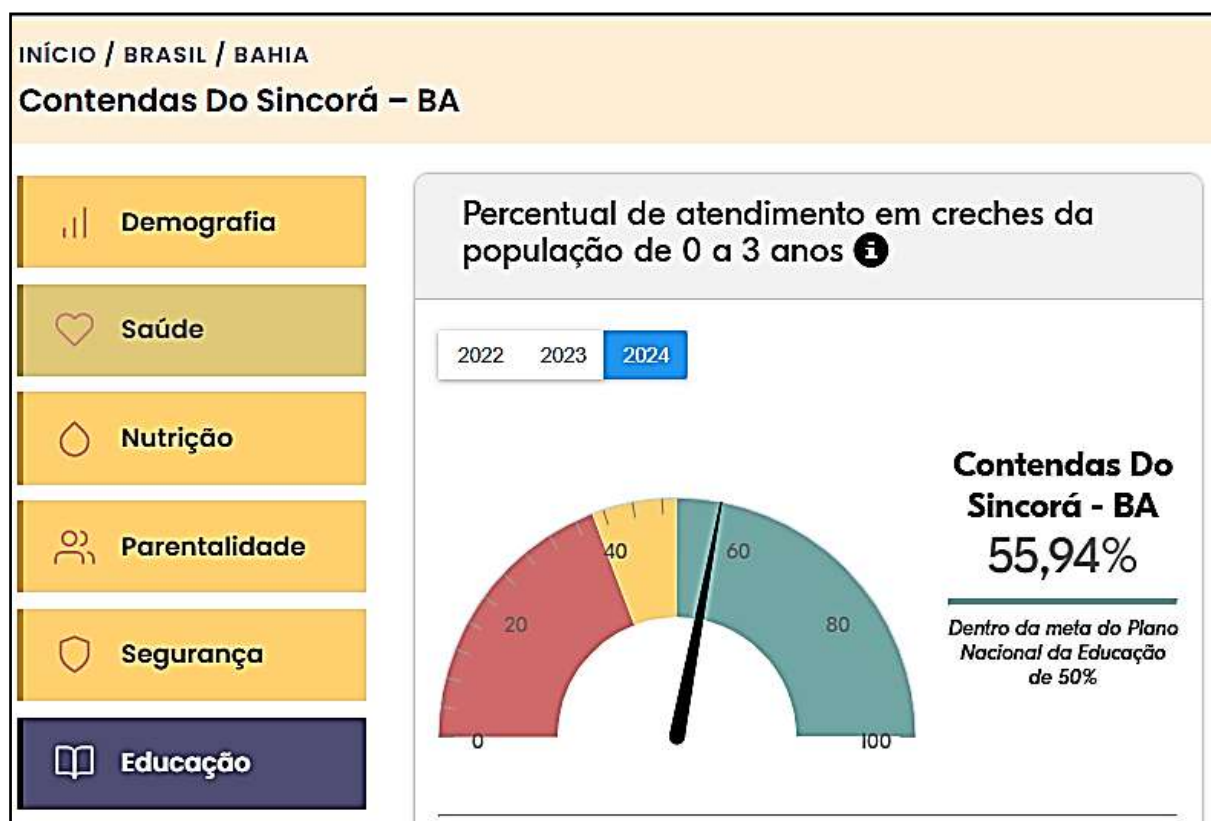 INÍCIO / BRASIL / BAHIA
Contendas Do Sincorá – BA
Demografia
Saúde
Nutrição
Parentalidade
Segurança
Educação
Percentual de atendimento em creches da
população de 0 a 3 anos i
2022 2023 2024
0
20
40
60
80
100
Contendas Do
Sincorá - BA
55,94%
Dentro da meta do Plano
Nacional da Educação
de 50%